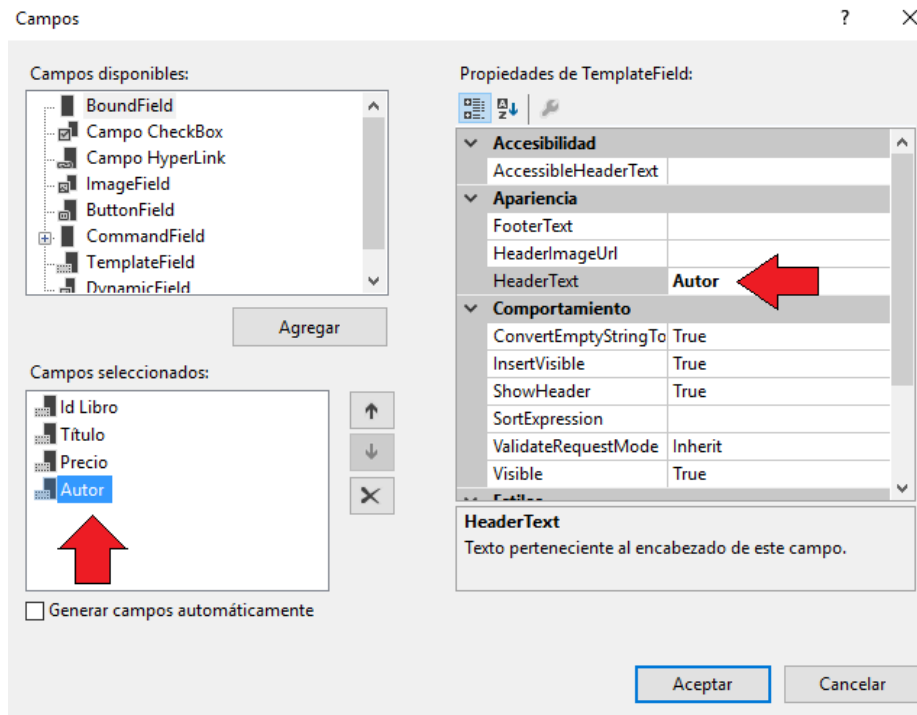 Campos
?
Campos disponibles:
BoundField
Campo CheckBox
Campo HyperLink
ImageField
ButtonField
CommandField
TemplateField
DynamicField
Agregar
Campos seleccionados:
Id Libro
Título
Precio
Autor
Generar campos automáticamente
Propiedades de TemplateField:
Accesibilidad
AccessibleHeaderText
Apariencia
FooterText
HeaderImageUrl
HeaderText Autor
Comportamiento
ConvertEmptyStringTo True
InsertVisible True
ShowHeader True
SortExpression
ValidateRequestMode Inherit
Visible True
Estilos
HeaderText
Texto perteneciente al encabezado de este campo.
Aceptar
Cancelar